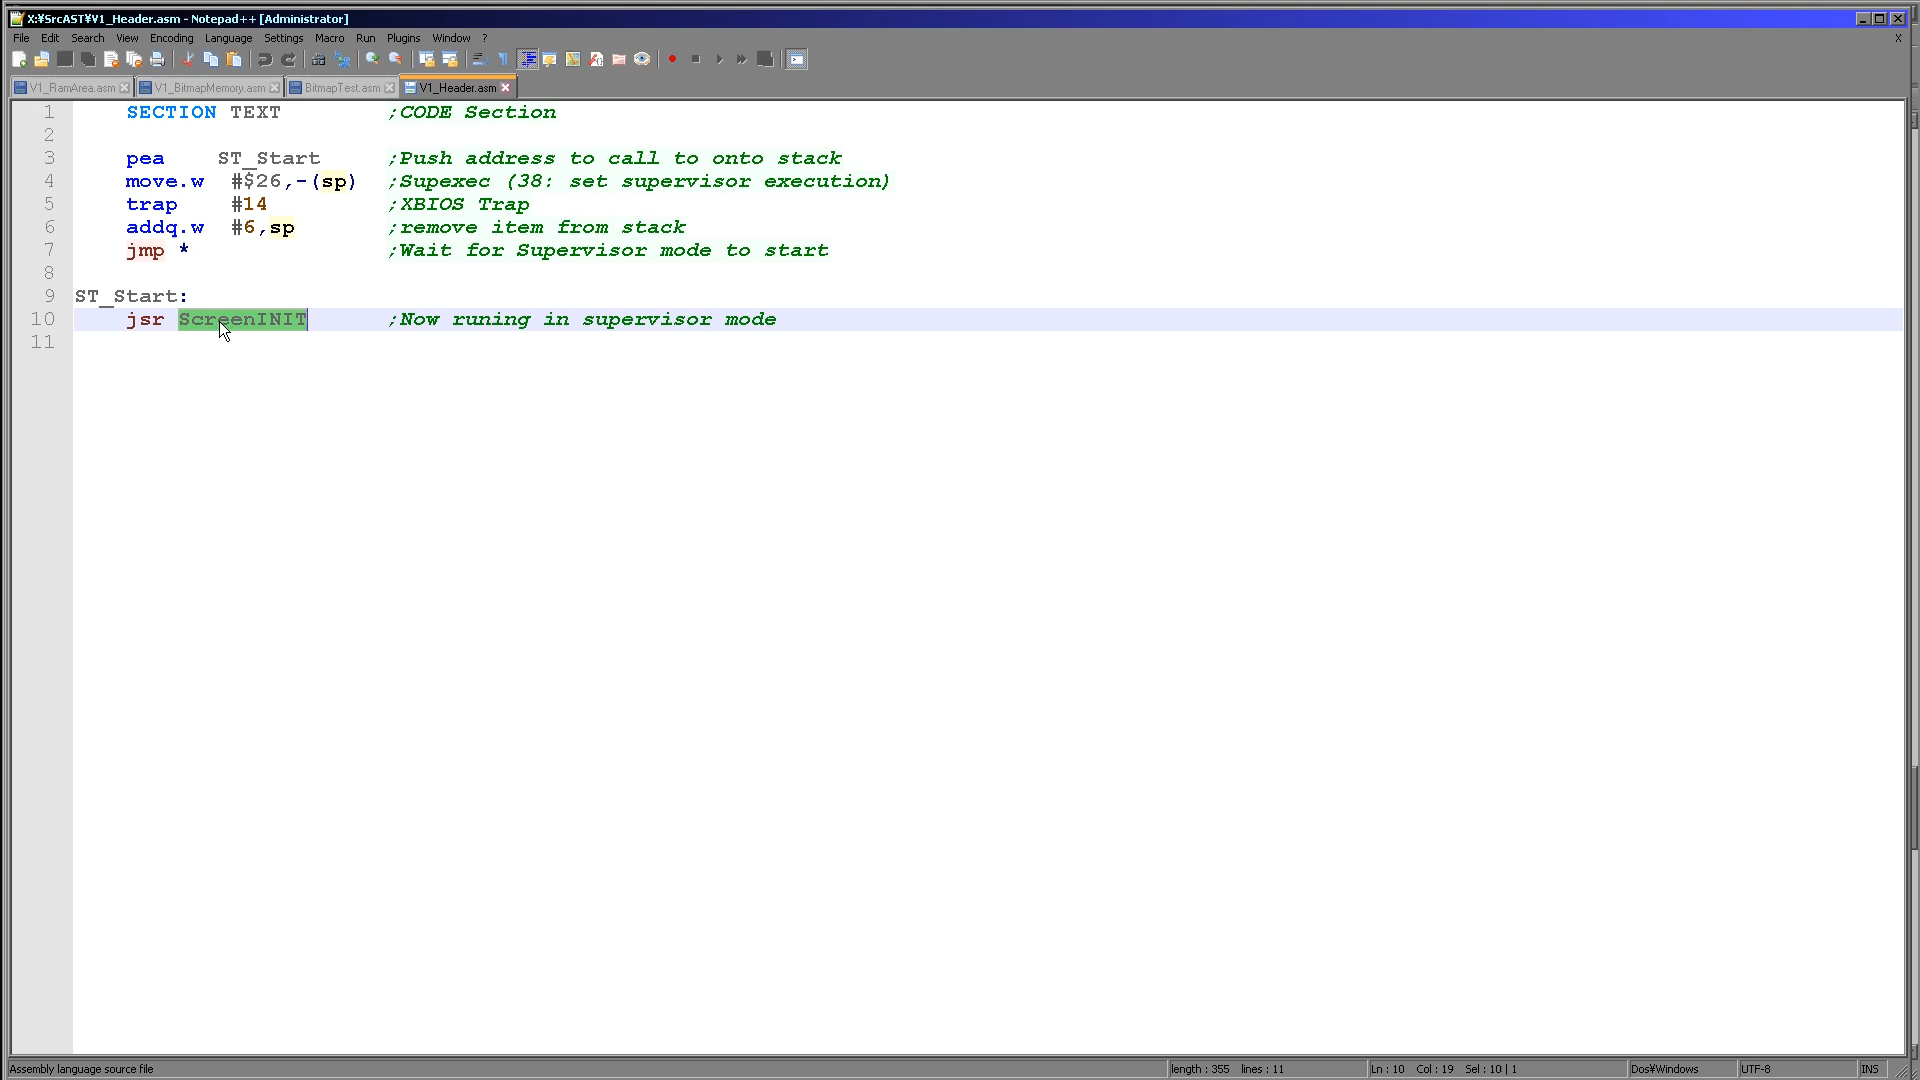 X:¥SrcAST¥V1_Header.asm - Notepad++ [Administrator]
File Edit Search View Encoding Language Settings Macro Run Plugins Window ? X
V1_RamArea.asm V1_BitmapMemory.asm BitmapTest.asm V1_Header.asm
1 SECTION TEXT ;CODE Section
2
3 pea ST_Start ;Push address to call to onto stack
4 move.w #$26,-(sp) ;Supexec (38: set supervisor execution)
5 trap #14 ;XBIOS Trap
6 addq.w #6,sp ;remove item from stack
7 jmp * ;Wait for Supervisor mode to start
8
9 ST_Start:
10 jsr ScreenINIT ;Now runing in supervisor mode
11
Assembly language source file length : 355 lines : 11 Ln : 10 Col : 19 Sel : 10 | 1 Dos¥Windows UTF-8 INS